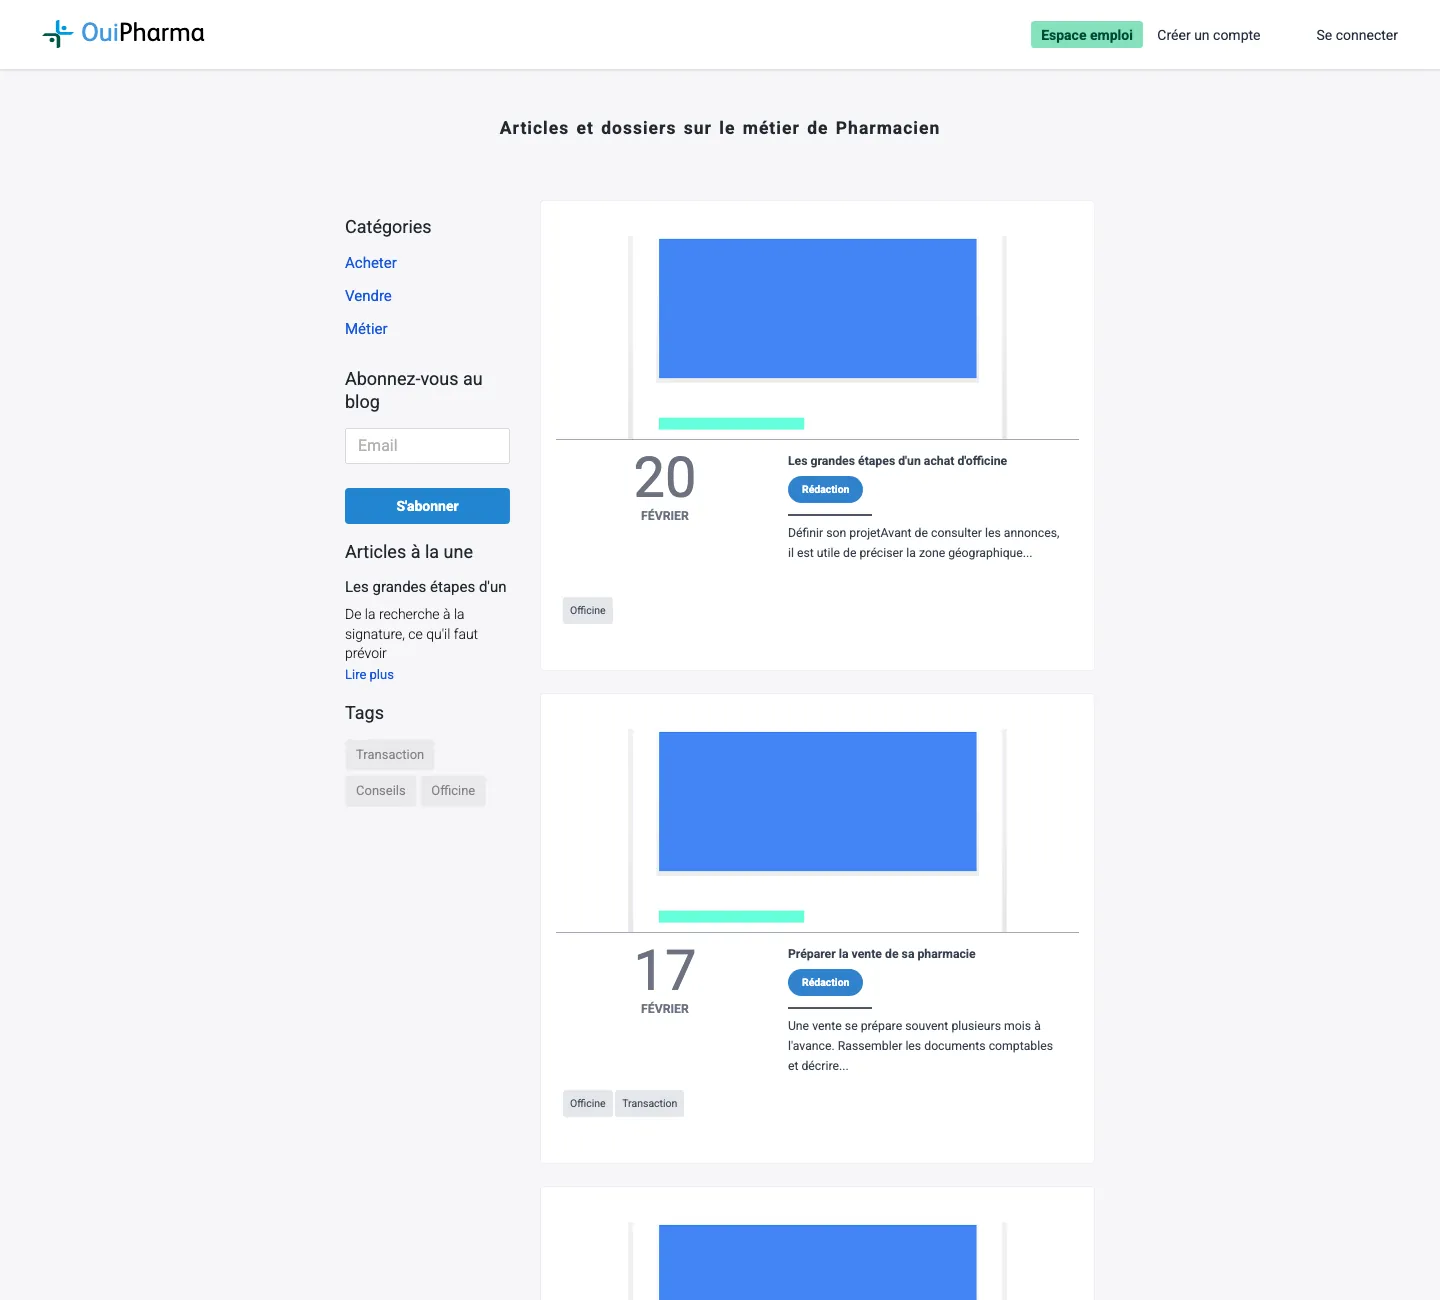 OuiPharma
Espace emploi
Créer un compte
Se connecter
Articles et dossiers sur le métier de Pharmacien
Catégories
Acheter
Vendre
Métier
Abonnez-vous au
blog
Email
S'abonner
Articles à la une
Les grandes étapes d'un
De la recherche à la
signature, ce qu'il faut
prévoir
Lire plus
Tags
Transaction
Conseils Officine
20
FÉVRIER
Les grandes étapes d'un achat d'officine
Rédaction
Définir son projetAvant de consulter les annonces,
il est utile de préciser la zone géographique...
Officine
17
FÉVRIER
Préparer la vente de sa pharmacie
Rédaction
Une vente se prépare souvent plusieurs mois à
l'avance. Rassembler les documents comptables
et décrire...
Officine Transaction